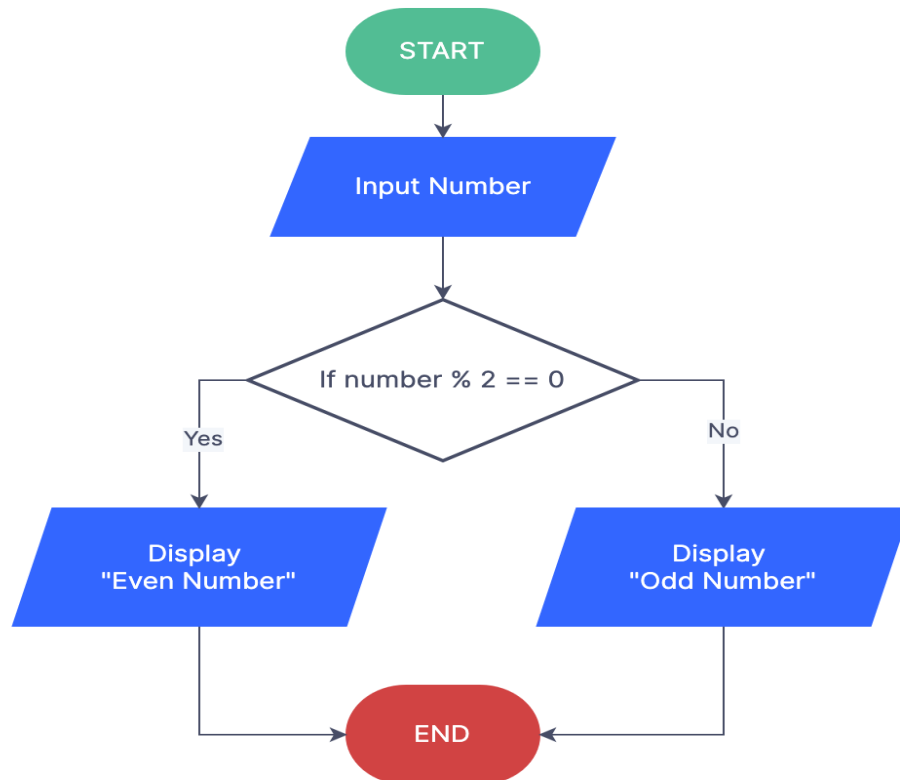 START
Input Number
If number % 2 == 0
Yes
No
Display
"Even Number"
Display
"Odd Number"
END